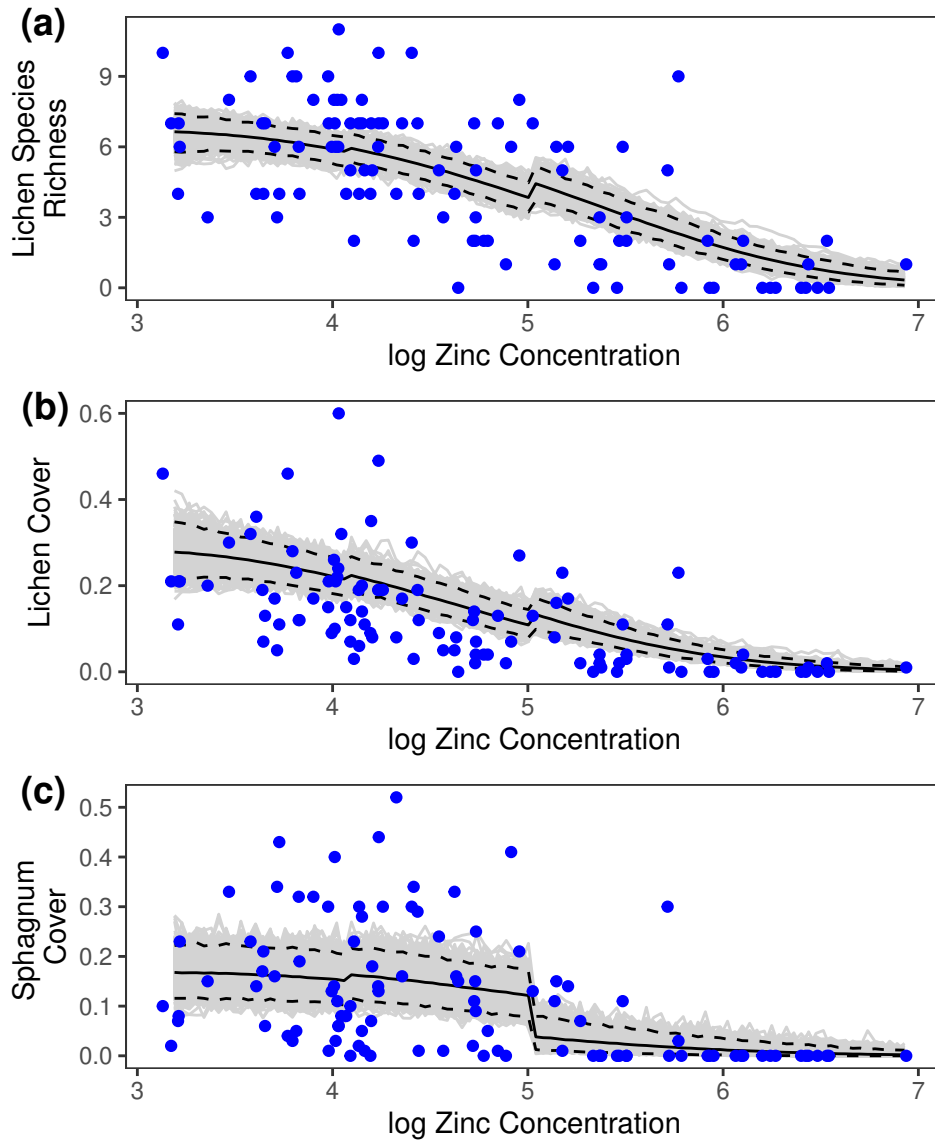 (a)
Lichen Species
Richness
9
6
3
0
3 4 5 6 7
log Zinc Concentration
(b)
Lichen Cover
0.6
0.4
0.2
0.0
3 4 5 6 7
log Zinc Concentration
(c)
Sphagnum
Cover
0.5
0.4
0.3
0.2
0.1
0.0
3 4 5 6 7
log Zinc Concentration